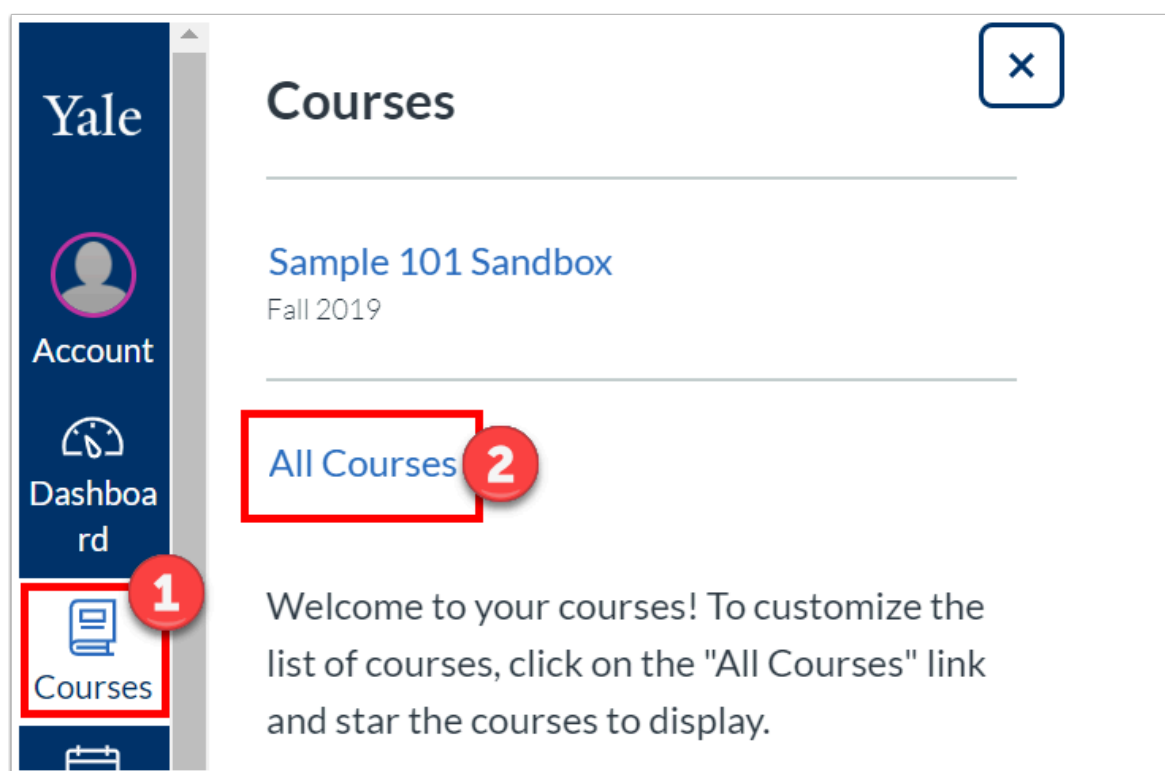 Yale
Account
Dashboa
rd
1
Courses
Courses
Sample 101 Sandbox
Fall 2019
All Courses
2
Welcome to your courses! To customize the
list of courses, click on the "All Courses" link
and star the courses to display.